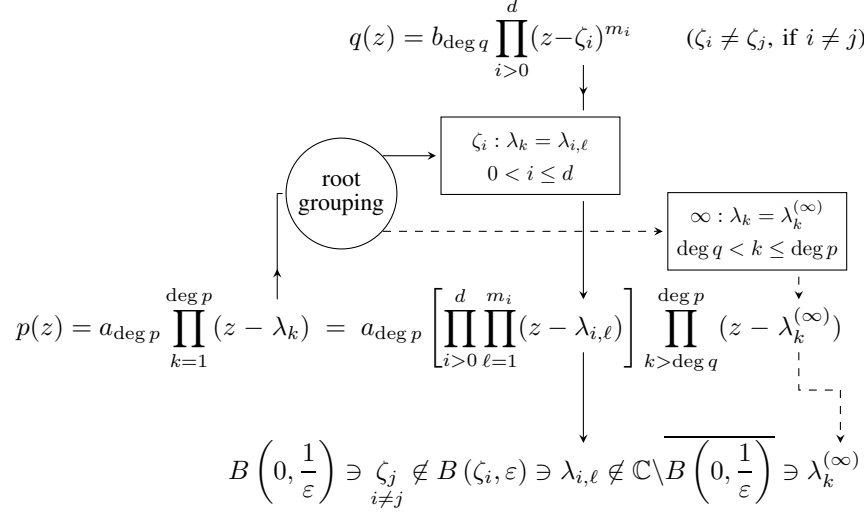 q(z) = b_{deg q} ∏_{i>0}^{d} (z−ζ_i)^{m_i} (ζ_i ≠ ζ_j, if i ≠ j)
ζ_i : λ_k = λ_{i,ℓ}
0 < i ≤ d
root
grouping
∞ : λ_k = λ_k^{(∞)}
deg q < k ≤ deg p
p(z) = a_{deg p} ∏_{k=1}^{deg p} (z − λ_k) = a_{deg p} [∏_{i>0}^{d} ∏_{ℓ=1}^{m_i} (z − λ_{i,ℓ})] ∏_{k>deg q}^{deg p} (z − λ_k^{(∞)})
B(0, 1/ε) ∋ ζ_j_{i≠j} ∉ B(ζ_i, ε) ∋ λ_{i,ℓ} ∉ ℂ\\overline{B(0, 1/ε)} ∋ λ_k^{(∞)}